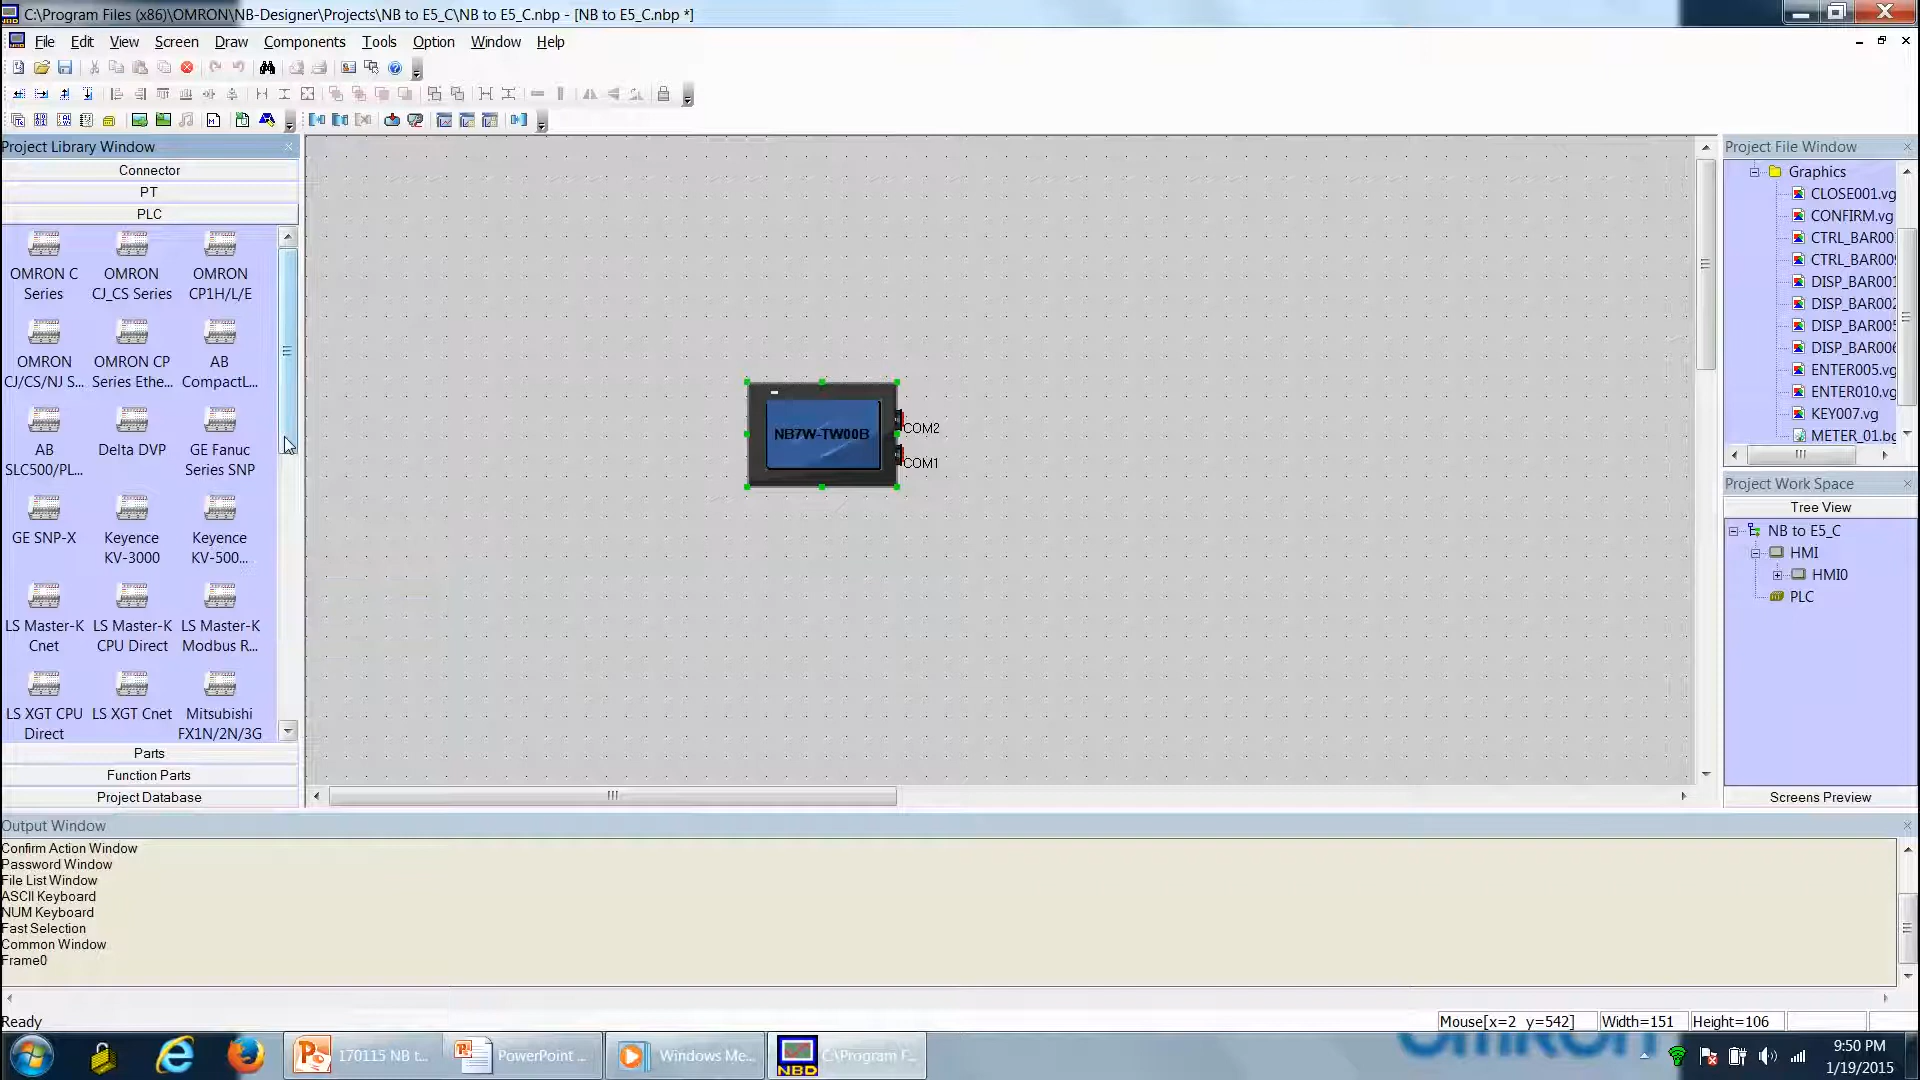 C:\Program Files (x86)\OMRON\NB-Designer\Projects\NB to E5_C\NB to E5_C.nbp - [NB to E5_C.nbp *]
File Edit View Screen Draw Components Tools Option Window Help
Project Library Window
Connector
PT
PLC
OMRON C Series
OMRON CJ_CS Series
OMRON CP1H/L/E
OMRON CJ/CS/NJ S...
OMRON CP Series Ethe...
AB CompactL...
AB SLC500/PL...
Delta DVP
GE Fanuc Series SNP
GE SNP-X
Keyence KV-3000
Keyence KV-500...
LS Master-K Cnet
LS Master-K CPU Direct
LS Master-K Modbus R...
LS XGT CPU Direct
LS XGT Cnet
Mitsubishi FX1N/2N/3G
Parts
Function Parts
Project Database
NB7W-TW00B
COM2
COM1
Project File Window
Graphics
CLOSE001.vg
CONFIRM.vg
CTRL_BAR00
CTRL_BAR009
DISP_BAR001
DISP_BAR002
DISP_BAR005
DISP_BAR006
ENTER005.vg
ENTER010.vg
KEY007.vg
METER_01.bg
Project Work Space
Tree View
NB to E5_C
HMI
HMI0
PLC
Screens Preview
Output Window
Confirm Action Window
Password Window
File List Window
ASCII Keyboard
NUM Keyboard
Fast Selection
Common Window
Frame0
Ready
Mouse[x=2 y=542] Width=151 Height=106
170115 NB t...
PowerPoint ...
Windows Me...
NBD
C:\Program F...
9:50 PM
1/19/2015